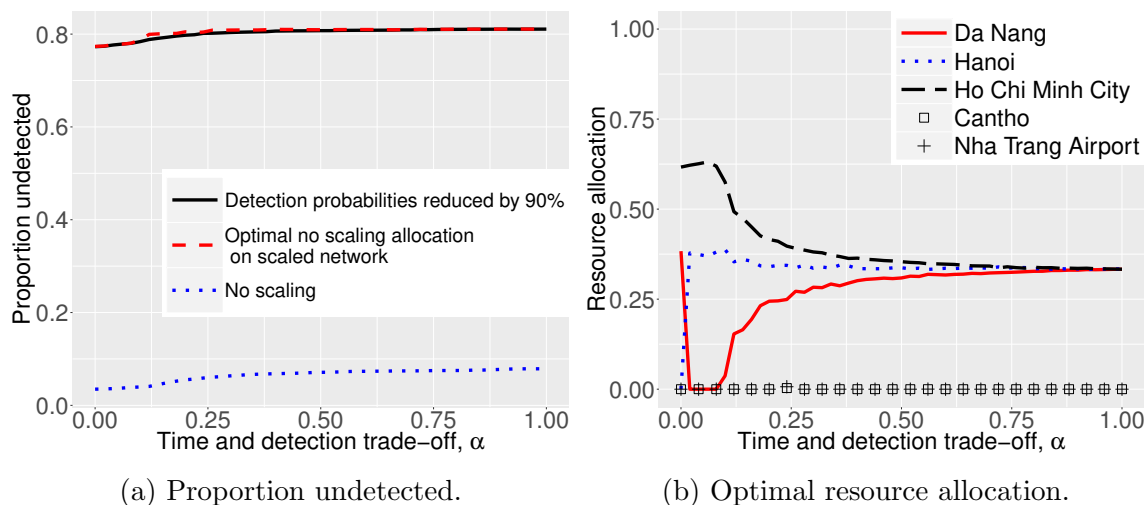 Proportion undetected
0.8
0.6
0.4
0.2
0.0
Detection probabilities reduced by 90%
Optimal no scaling allocation
on scaled network
No scaling
0.00
0.25
0.50
0.75
1.00
Time and detection trade−off, α
(a) Proportion undetected.
Resource allocation
1.00
0.75
0.50
0.25
0.00
Da Nang
Hanoi
Ho Chi Minh City
Cantho
Nha Trang Airport
0.00
0.25
0.50
0.75
1.00
Time and detection trade−off, α
(b) Optimal resource allocation.